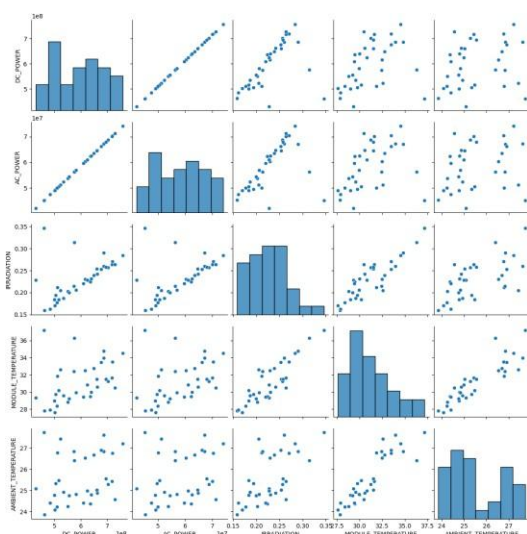 1e8
DC_POWER
7
6
5
1e7
AC_POWER
7
6
5
IRRADIATION
0.35
0.30
0.25
0.20
0.15
MODULE_TEMPERATURE
36
34
32
30
28
AMBIENT_TEMPERATURE
27
26
25
24
5 6 7
5 6 7
0.15 0.20 0.25 0.30 0.35
27.5 30.0 32.5 35.0 37.5
24 25 26 27
DC_POWER 1e8
AC_POWER 1e7
IRRADIATION
MODULE_TEMPERATURE
AMBIENT_TEMPERATURE